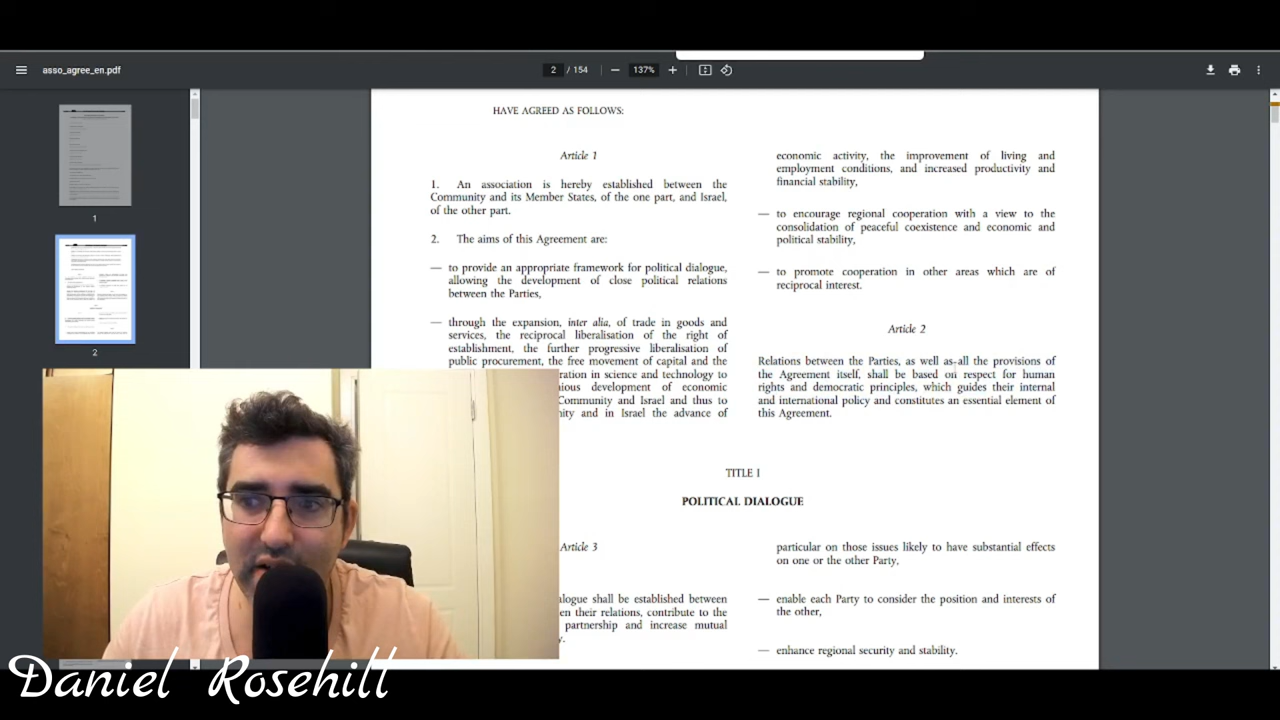 asso_agree_en.pdf
2 / 154
137%
1
2
HAVE AGREED AS FOLLOWS:
Article 1
1. An association is hereby established between the
Community and its Member States, of the one part, and Israel,
of the other part.
2. The aims of this Agreement are:
— to provide an appropriate framework for political dialogue,
allowing the development of close political relations
between the Parties,
— through the expansion, inter alia, of trade in goods and
services, the reciprocal liberalisation of the right of
establishment, the further progressive liberalisation of
public procurement, the free movement of capital and the
ration in science and technology to
ious development of economic
Community and Israel and thus to
ity and in Israel the advance of
economic activity, the improvement of living and
employment conditions, and increased productivity and
financial stability,
— to encourage regional cooperation with a view to the
consolidation of peaceful coexistence and economic and
political stability,
— to promote cooperation in other areas which are of
reciprocal interest.
Article 2
Relations between the Parties, as well as all the provisions of
the Agreement itself, shall be based on respect for human
rights and democratic principles, which guides their internal
and international policy and constitutes an essential element of
this Agreement.
TITLE I
POLITICAL DIALOGUE
Article 3
alogue shall be established between
en their relations, contribute to the
partnership and increase mutual
y.
particular on those issues likely to have substantial effects
on one or the other Party,
— enable each Party to consider the position and interests of
the other,
— enhance regional security and stability.
Daniel Rosehill